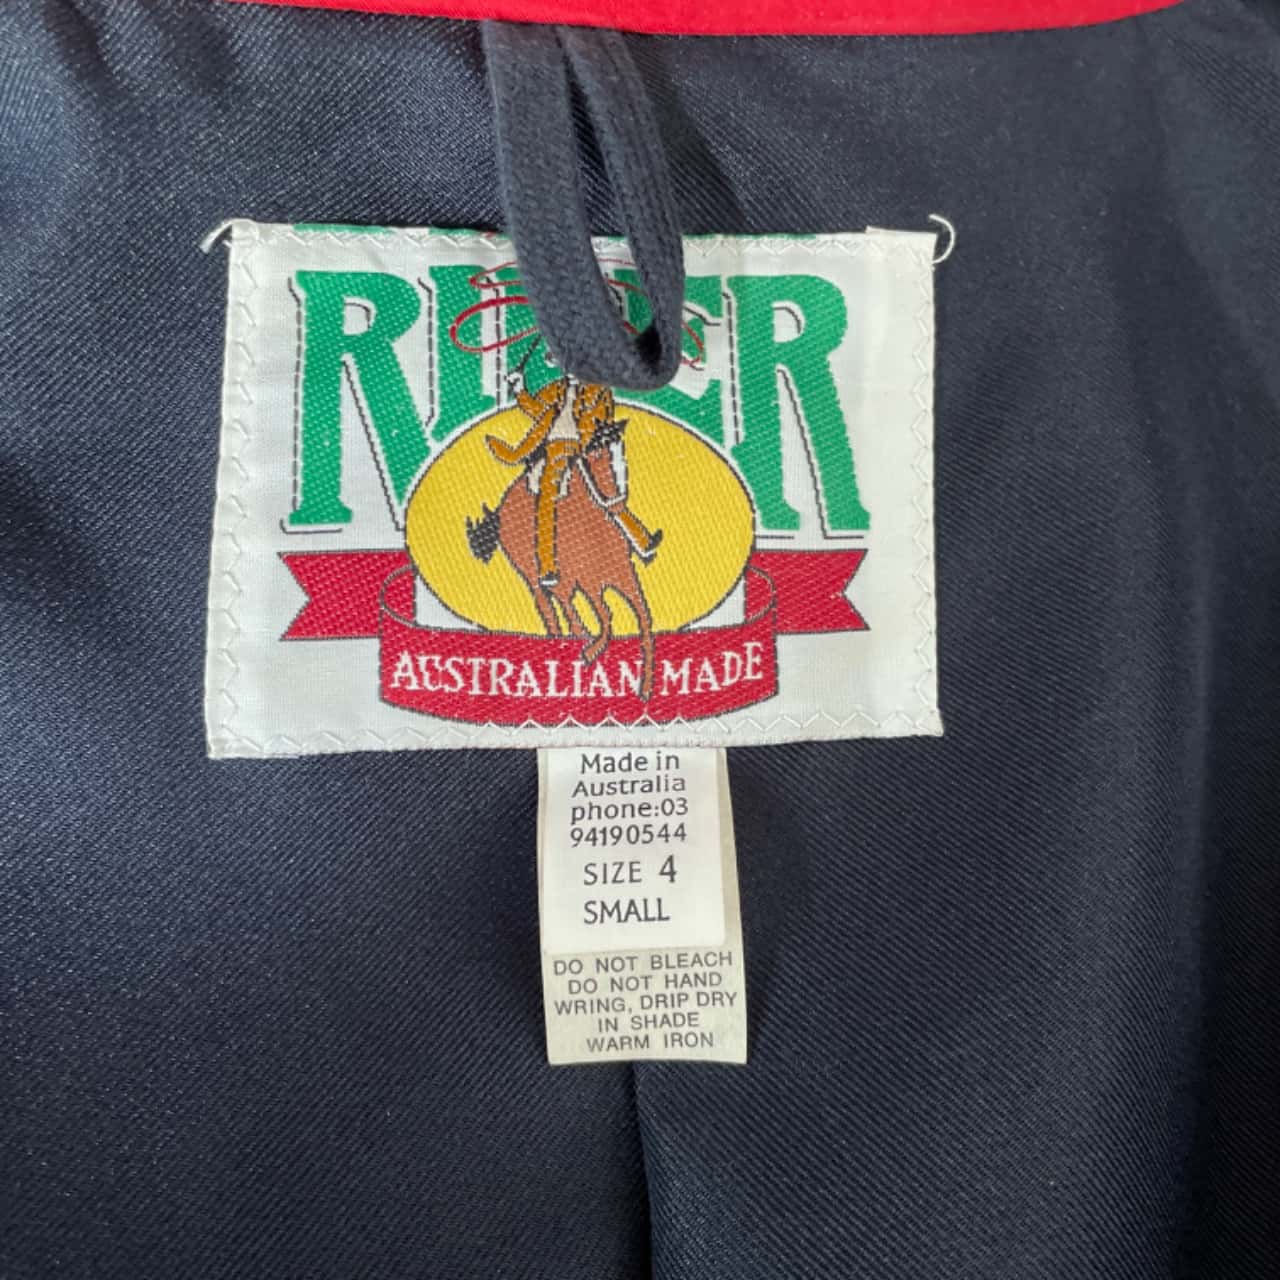 AUSTRALIAN MADE
Made in
Australia
phone:03
94190544
SIZE 4
SMALL
DO NOT BLEACH
DO NOT HAND
WRING, DRIP DRY
IN SHADE
WARM IRON